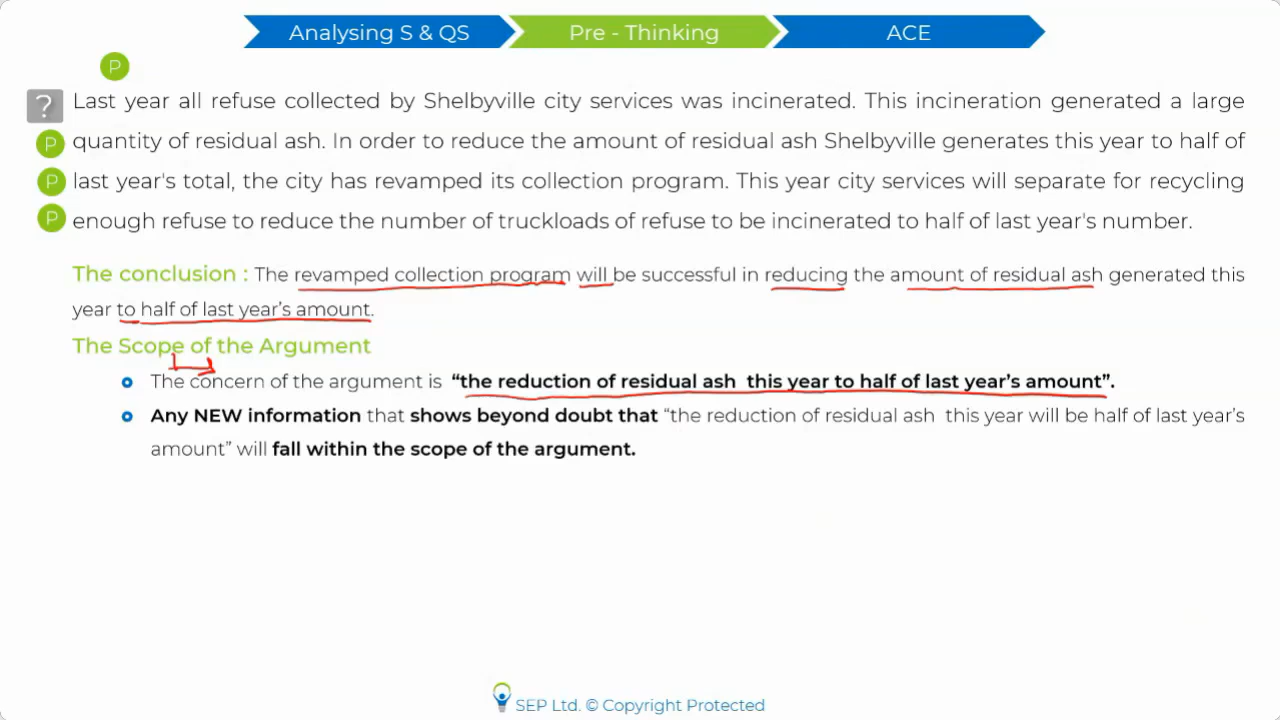 Analysing S & QS
Pre - Thinking
ACE
P
? Last year all refuse collected by Shelbyville city services was incinerated. This incineration generated a large
P quantity of residual ash. In order to reduce the amount of residual ash Shelbyville generates this year to half of
P last year's total, the city has revamped its collection program. This year city services will separate for recycling
P enough refuse to reduce the number of truckloads of refuse to be incinerated to half of last year's number.
The conclusion : The revamped collection program will be successful in reducing the amount of residual ash generated this
year to half of last year's amount.
The Scope of the Argument
The concern of the argument is “the reduction of residual ash this year to half of last year's amount”.
Any NEW information that shows beyond doubt that “the reduction of residual ash this year will be half of last year's
amount” will fall within the scope of the argument.
SEP Ltd. © Copyright Protected